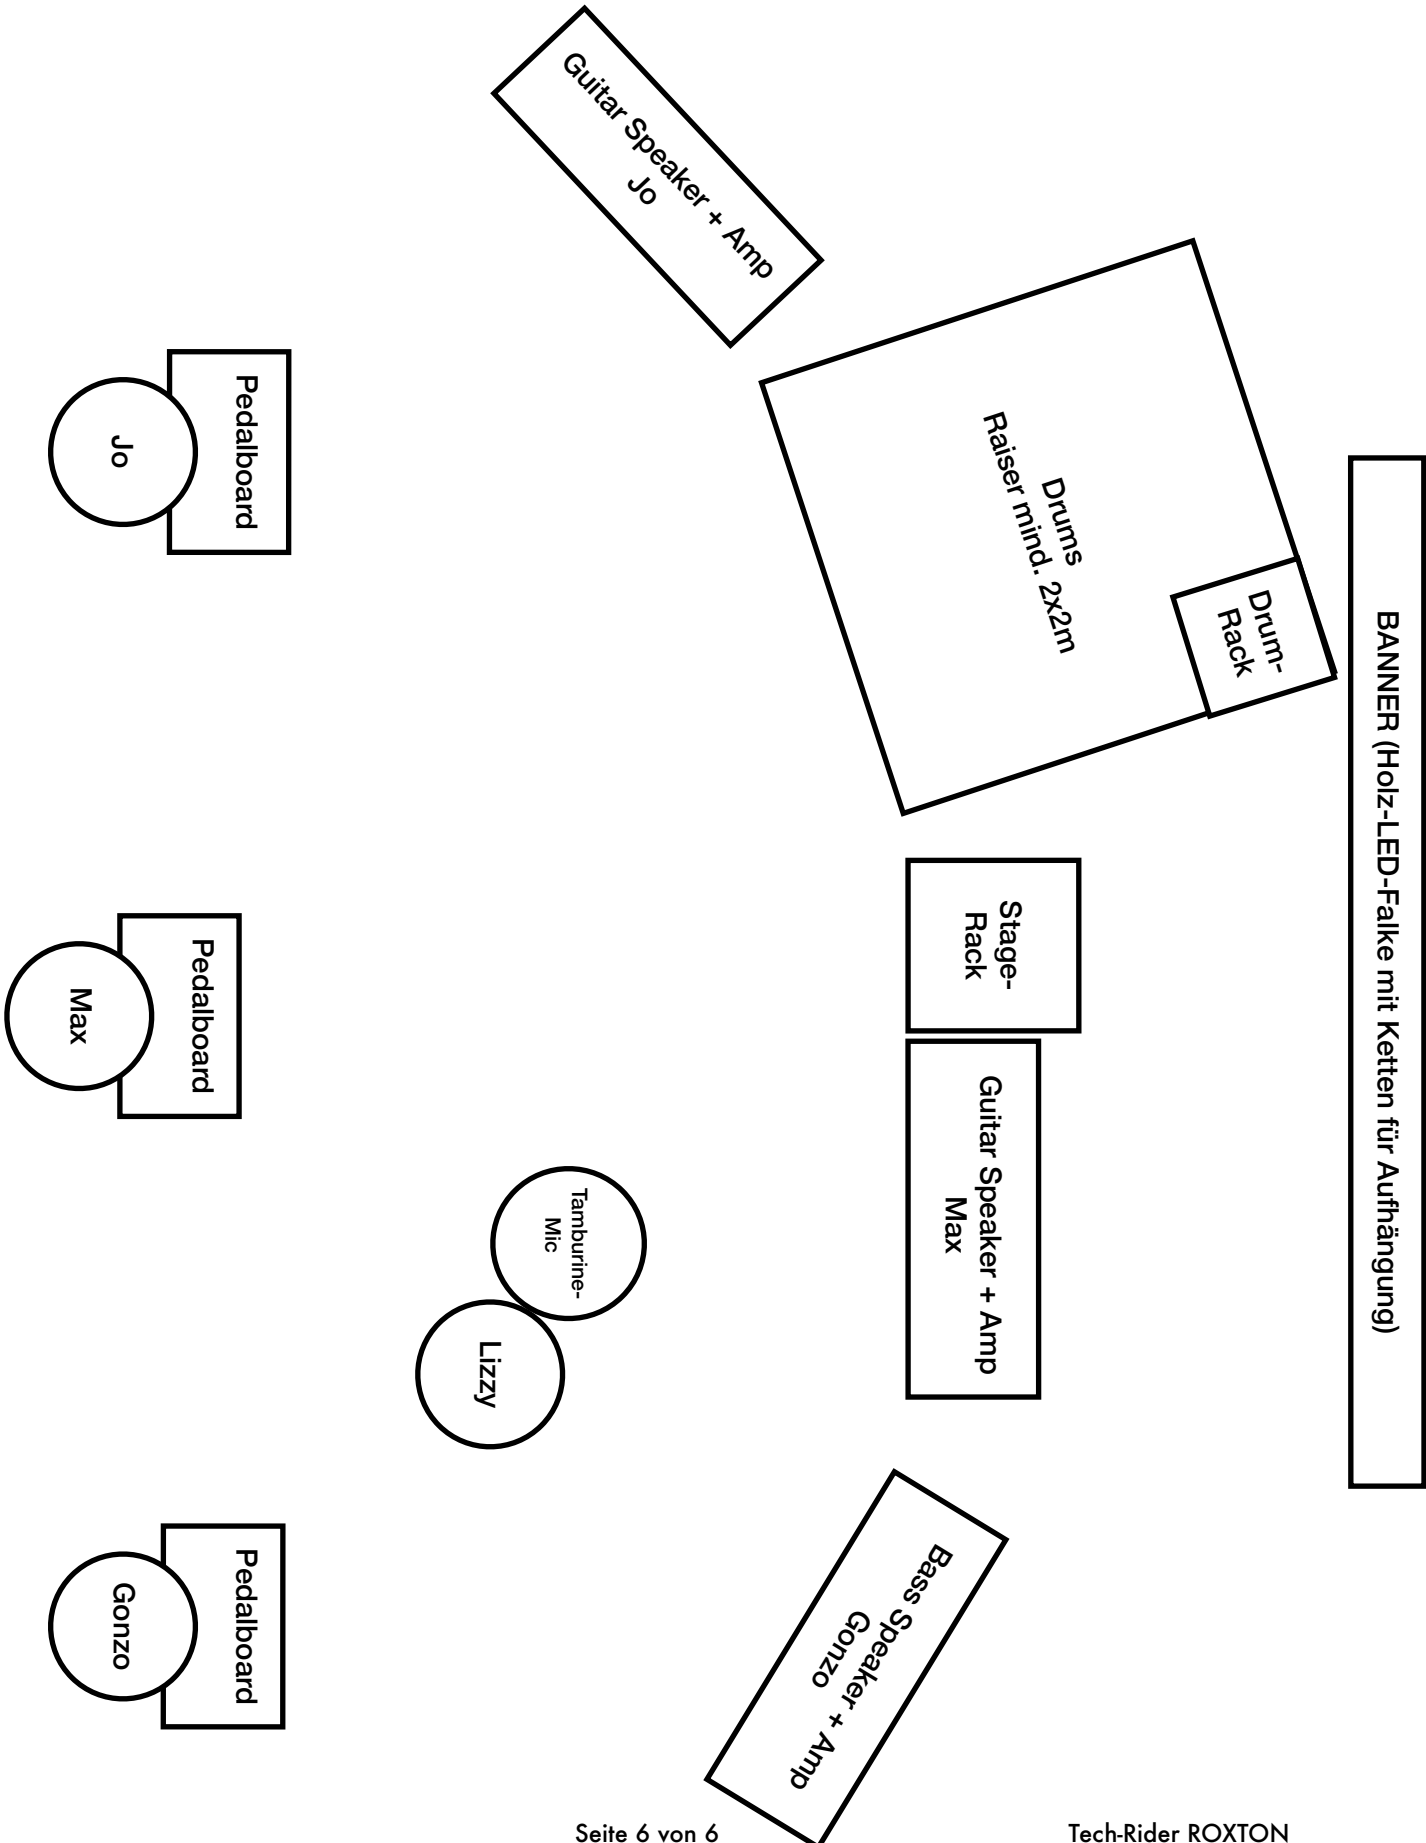 BANNER (Holz-LED-Falke mit Ketten für Aufhängung)
Drum-
Rack
Drums
Raiser mind. 2x2m
Stage-
Rack
Guitar Speaker + Amp
Jo
Guitar Speaker + Amp
Max
Bass Speaker + Amp
Gonzo
Tamburine-
Mic
Lizzy
Pedalboard
Jo
Pedalboard
Max
Pedalboard
Gonzo
Seite 6 von 6
Tech-Rider ROXTON